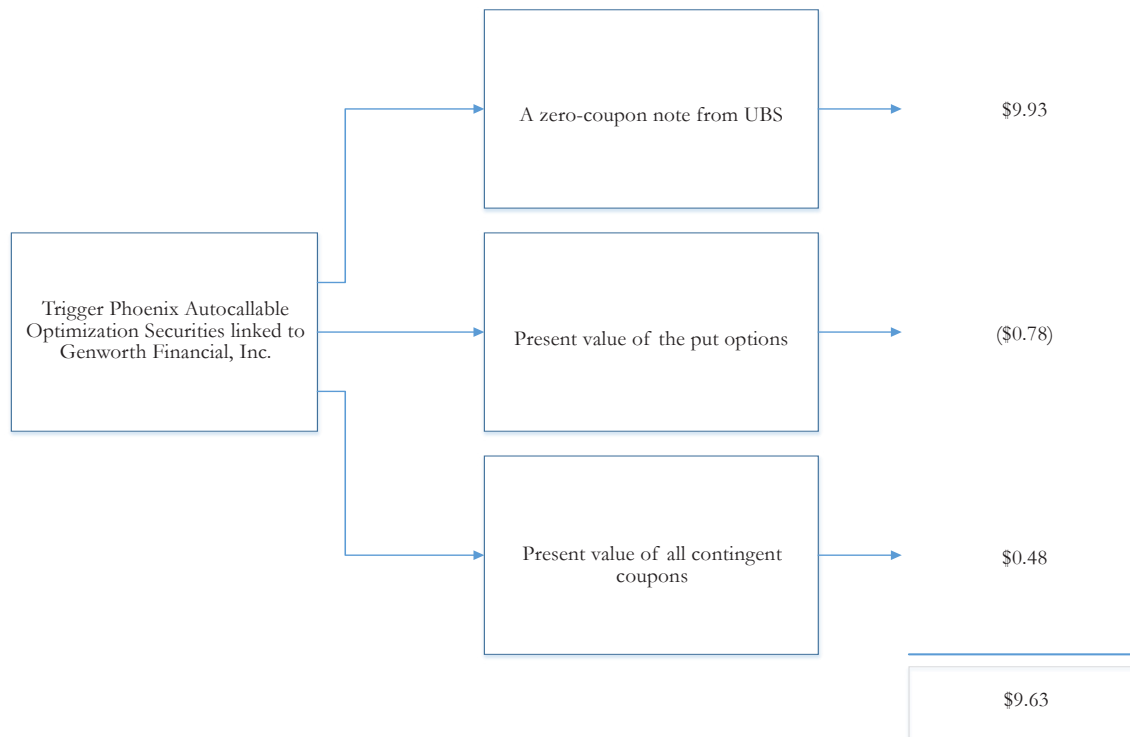 A zero-coupon note from UBS
$9.93
Trigger Phoenix Autocallable
Optimization Securities linked to
Genworth Financial, Inc.
Present value of the put options
($0.78)
Present value of all contingent
coupons
$0.48
$9.63